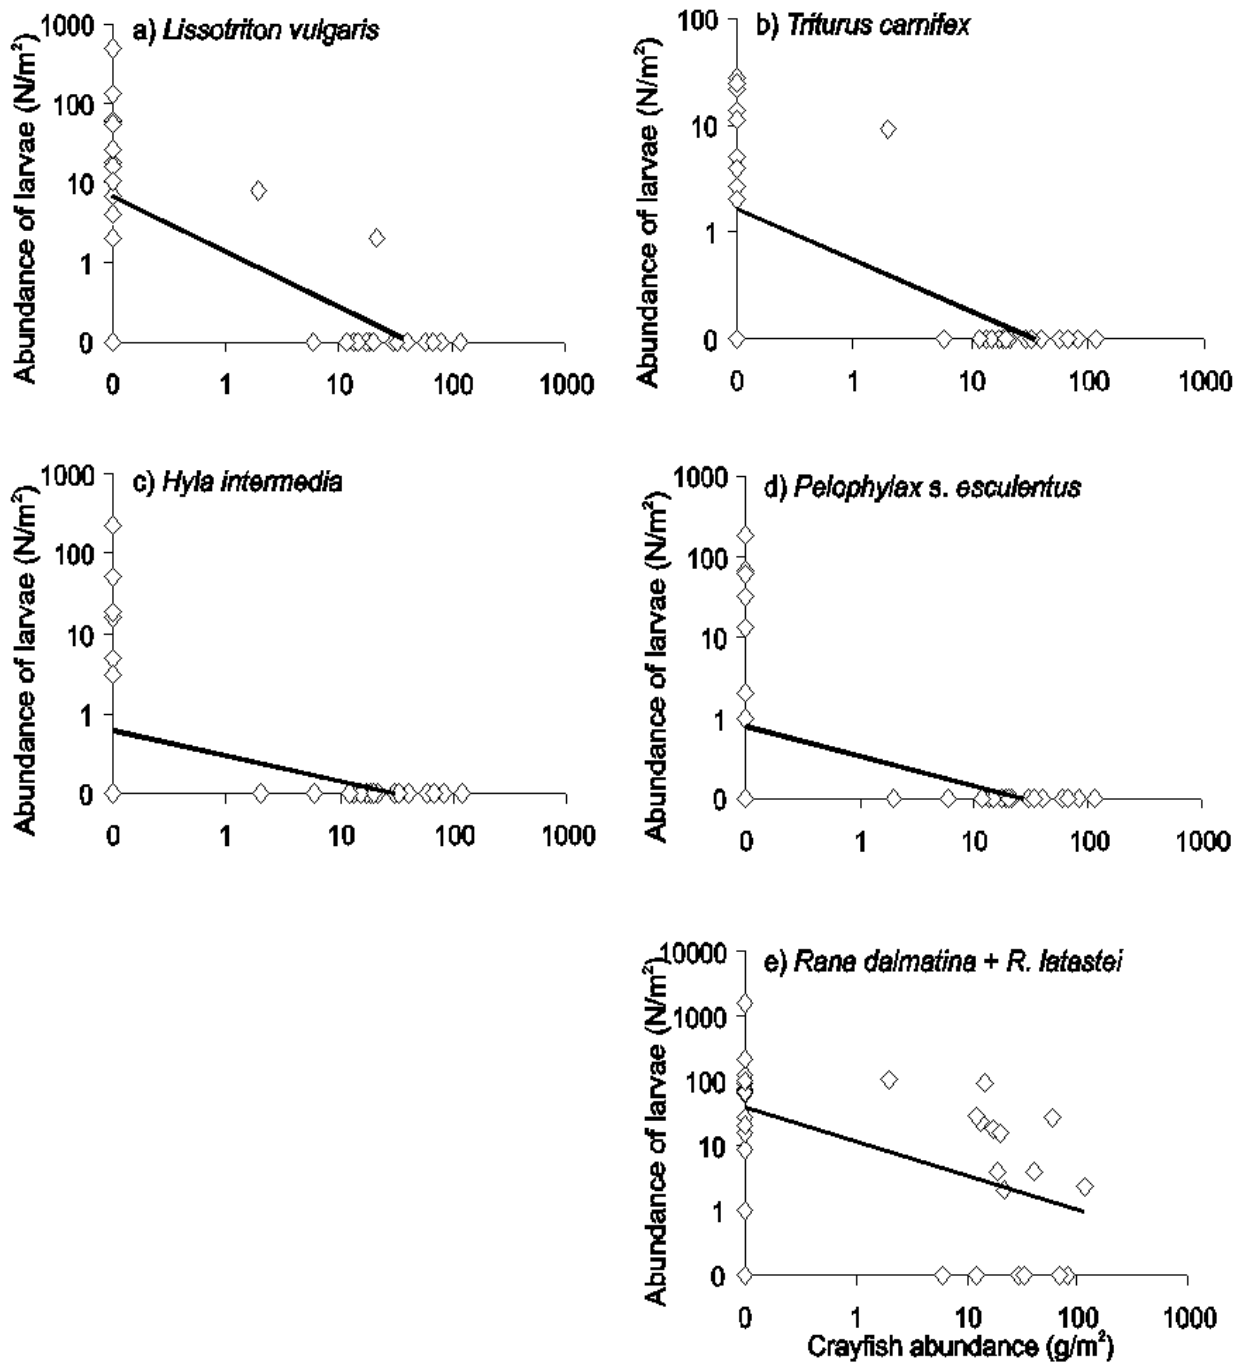 a) Lissotriton vulgaris
Abundance of larvae (N/m²)
1000
100
10
1
0
0 1 10 100 1000
b) Triturus carnifex
Abundance of larvae (N/m²)
100
10
1
0
0 1 10 100 1000
c) Hyla intermedia
Abundance of larvae (N/m²)
1000
100
10
1
0
0 1 10 100 1000
d) Pelophylax s. esculentus
Abundance of larvae (N/m²)
1000
100
10
1
0
0 1 10 100 1000
e) Rana dalmatina + R. latastei
Abundance of larvae (N/m²)
10000
1000
100
10
1
0
0 1 10 100 1000
Crayfish abundance (g/m²)